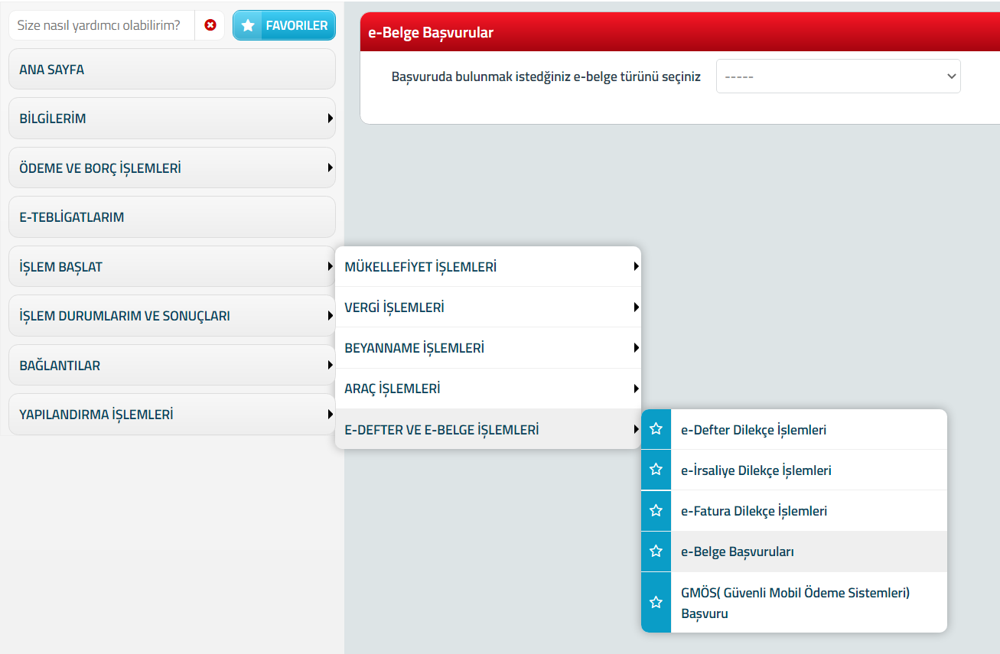 Size nasıl yardımcı olabilirim?
FAVORILER
ANA SAYFA
BİLGİLERİM
ÖDEME VE BORÇ İŞLEMLERİ
E-TEBLİGATLARIM
İŞLEM BAŞLAT
İŞLEM DURUMLARIM VE SONUÇLARI
BAĞLANTILAR
YAPILANDIRMA İŞLEMLERİ
e-Belge Başvurular
Başvuruda bulunmak istedğiniz e-belge türünü seçiniz
-----
MÜKELLEFİYET İŞLEMLERİ
VERGİ İŞLEMLERİ
BEYANNAME İŞLEMLERİ
ARAÇ İŞLEMLERİ
E-DEFTER VE E-BELGE İŞLEMLERİ
e-Defter Dilekçe İşlemleri
e-İrsaliye Dilekçe İşlemleri
e-Fatura Dilekçe İşlemleri
e-Belge Başvuruları
GMÖS( Güvenli Mobil Ödeme Sistemleri)
Başvuru